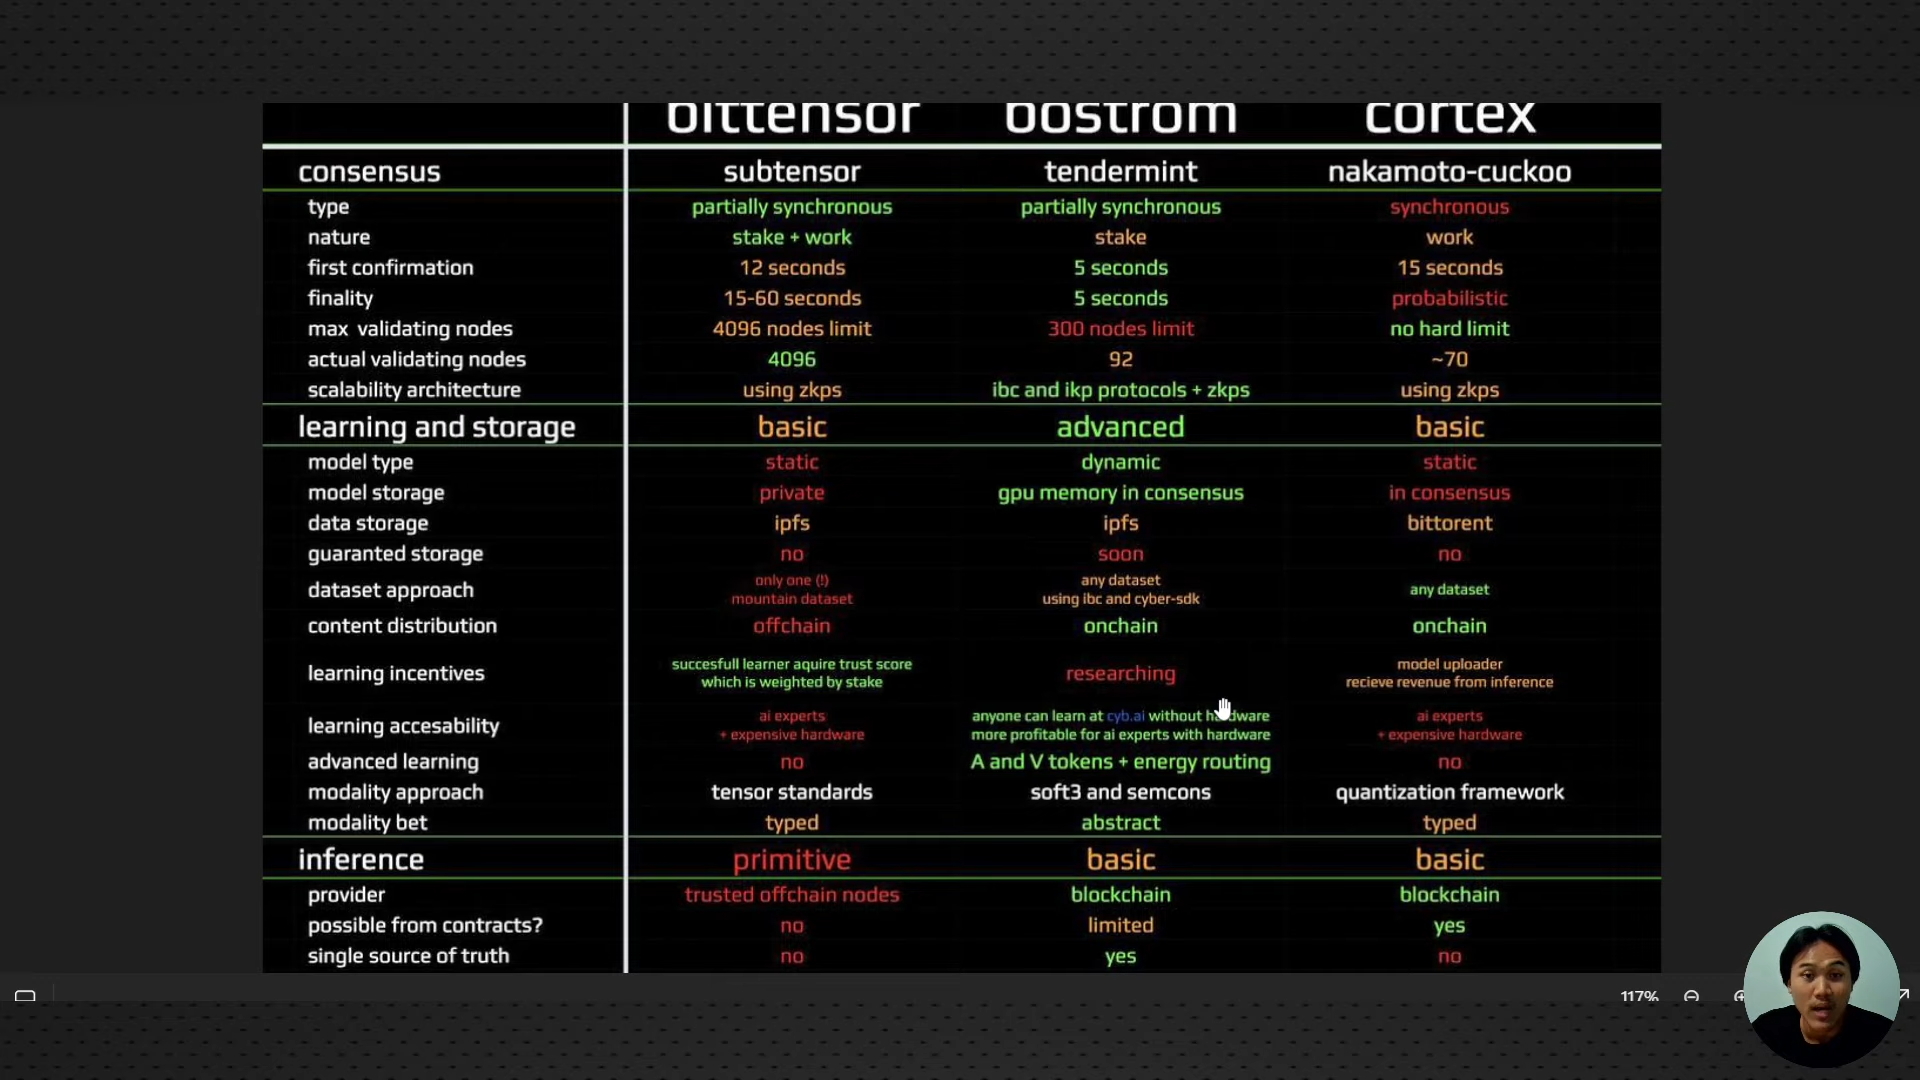 bittensor bostrom cortex
consensus subtensor tendermint nakamoto-cuckoo
type partially synchronous partially synchronous synchronous
nature stake + work stake work
first confirmation 12 seconds 5 seconds 15 seconds
finality 15-60 seconds 5 seconds probabilistic
max validating nodes 4096 nodes limit 300 nodes limit no hard limit
actual validating nodes 4096 92 ~70
scalability architecture using zkps ibc and ikp protocols + zkps using zkps
learning and storage basic advanced basic
model type static dynamic static
model storage private gpu memory in consensus in consensus
data storage ipfs ipfs bittorent
guaranted storage no soon no
dataset approach only one (!) any dataset any dataset
mountain dataset using ibc and cyber-sdk
content distribution offchain onchain onchain
learning incentives succesfull learner aquire trust score researching model uploader
which is weighted by stake recieve revenue from inference
learning accesability ai experts anyone can learn at cyb.ai without hardware ai experts
+ expensive hardware more profitable for ai experts with hardware + expensive hardware
advanced learning no A and V tokens + energy routing no
modality approach tensor standards soft3 and semcons quantization framework
modality bet typed abstract typed
inference primitive basic basic
provider trusted offchain nodes blockchain blockchain
possible from contracts? no limited yes
single source of truth no yes no
117%